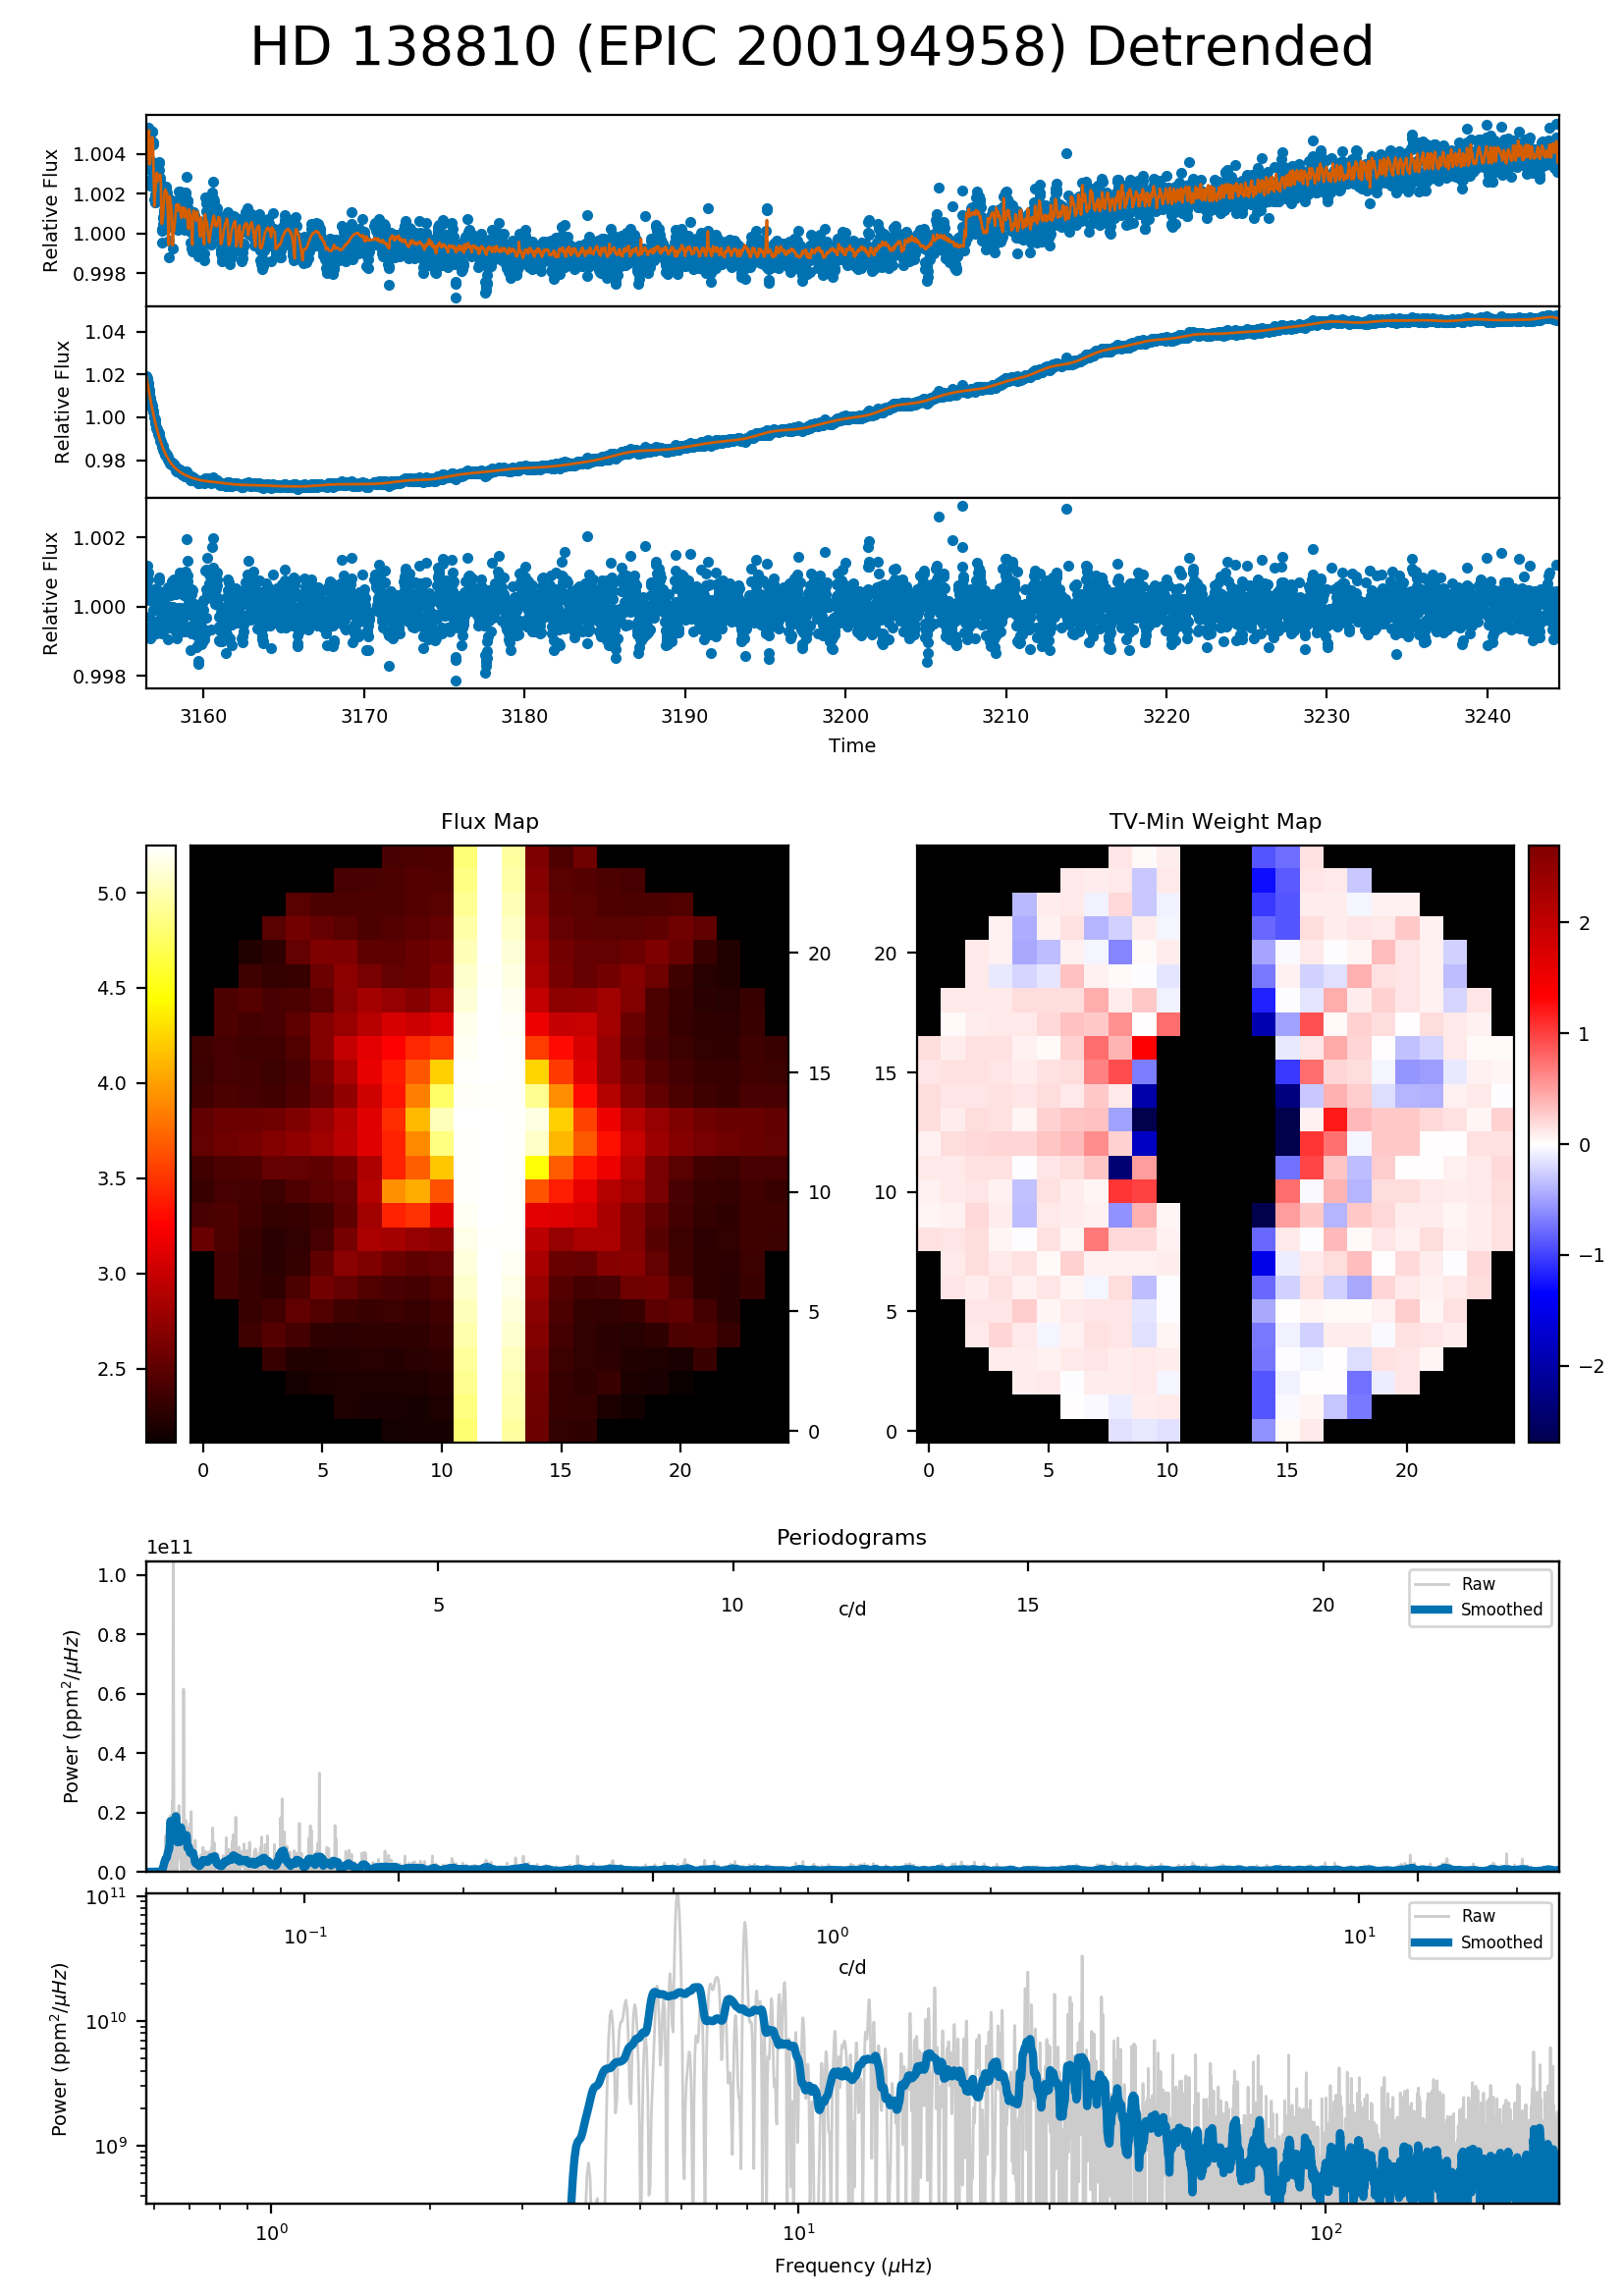 HD 138810 (EPIC 200194958) Detrended
Relative Flux
1.004
1.002
1.000
0.998
Relative Flux
1.04
1.02
1.00
0.98
Relative Flux
1.002
1.000
0.998
3160 3170 3180 3190 3200 3210 3220 3230 3240
Time
Flux Map
5.0
4.5
4.0
3.5
3.0
2.5
20
15
10
5
0
0 5 10 15 20
TV-Min Weight Map
20
15
10
5
0
0 5 10 15 20
2
1
0
−1
−2
Periodograms
1e11
Power (ppm²/μHz)
1.0
0.8
0.6
0.4
0.2
0.0
5 10 15 20
c/d
Raw
Smoothed
Power (ppm²/μHz)
10¹¹
10¹⁰
10⁹
10⁻¹ 10⁰ 10¹
c/d
Raw
Smoothed
10⁰ 10¹ 10²
Frequency (μHz)